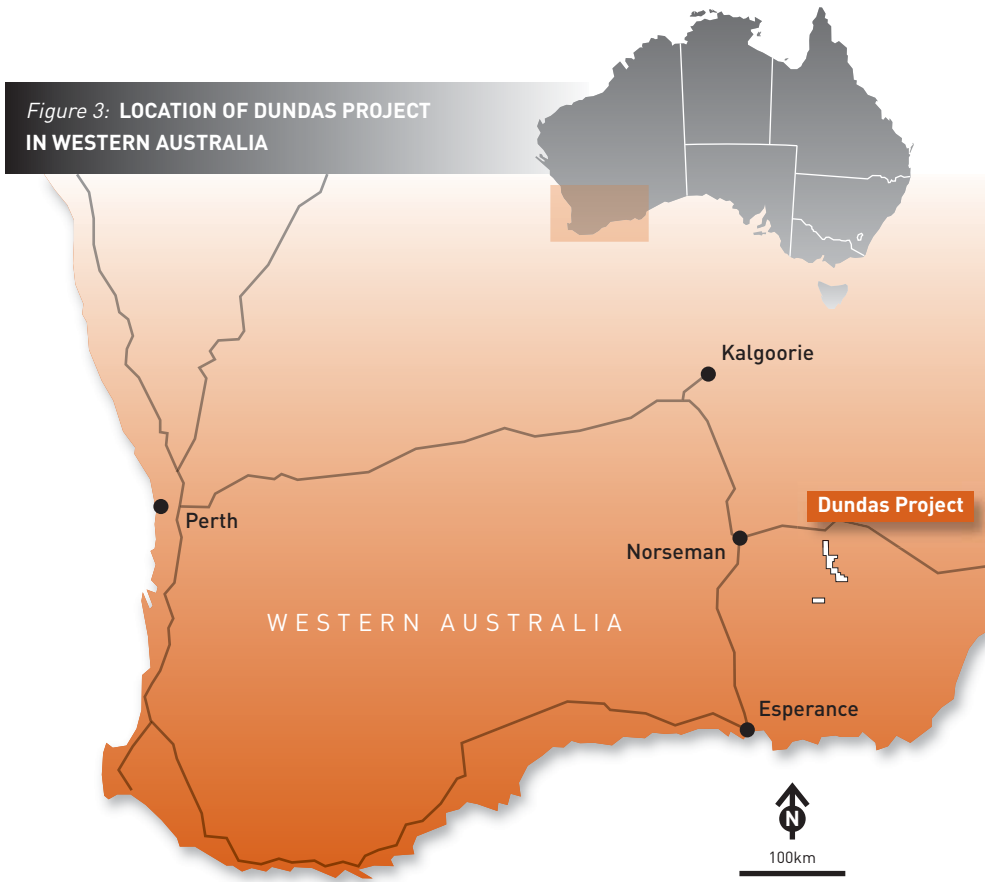 Figure 3: LOCATION OF DUNDAS PROJECT
IN WESTERN AUSTRALIA
Kalgoorie
Perth
Dundas Project
Norseman
WESTERN AUSTRALIA
Esperance
N
100km